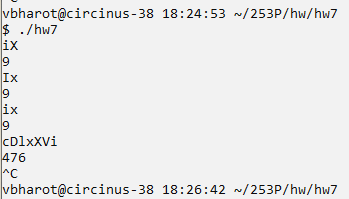 vbharot@circinus-38 18:24:53 ~/253P/hw/hw7
$ ./hw7
iX
9
Ix
9
ix
9
cDlxXVi
476
^C
vbharot@circinus-38 18:26:42 ~/253P/hw/hw7